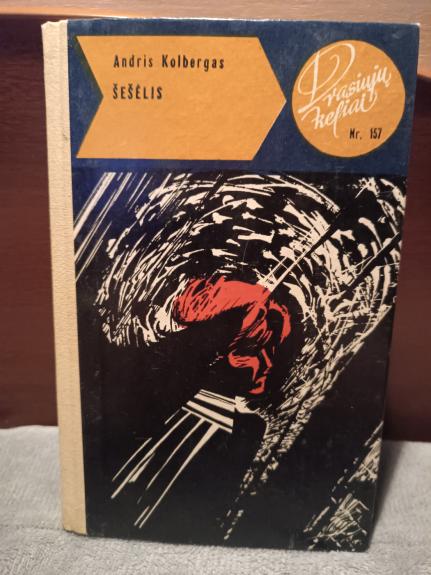 Andris Kolbergas
ŠEŠĖLIS
Drąsiųjų
keliai
Nr. 157